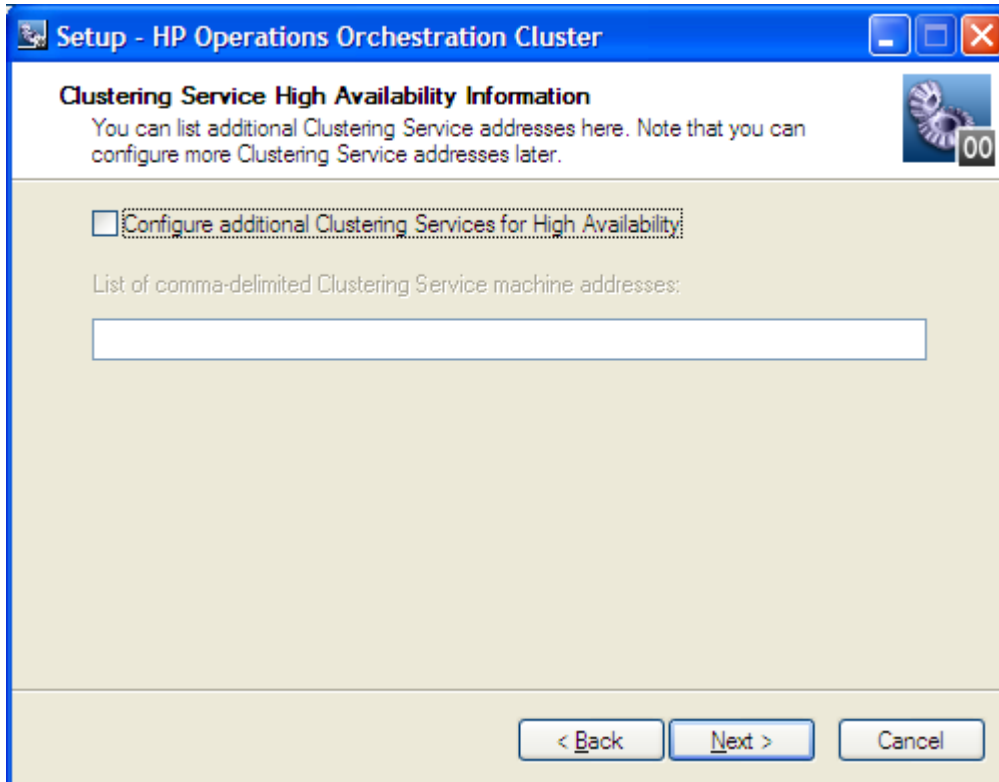 Setup - HP Operations Orchestration Cluster
Clustering Service High Availability Information
You can list additional Clustering Service addresses here. Note that you can
configure more Clustering Service addresses later.
OO
Configure additional Clustering Services for High Availability
List of comma-delimited Clustering Service machine addresses:
< Back
Next >
Cancel